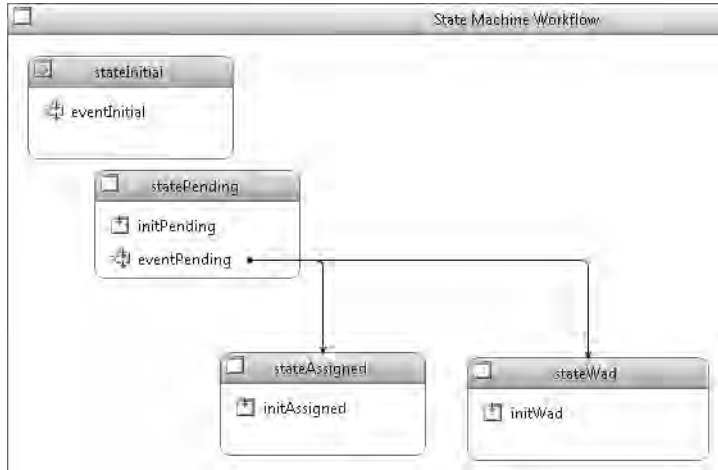 State Machine Workflow
stateInitial
eventInitial
statePending
initPending
eventPending
stateAssigned
initAssigned
stateWad
initWad